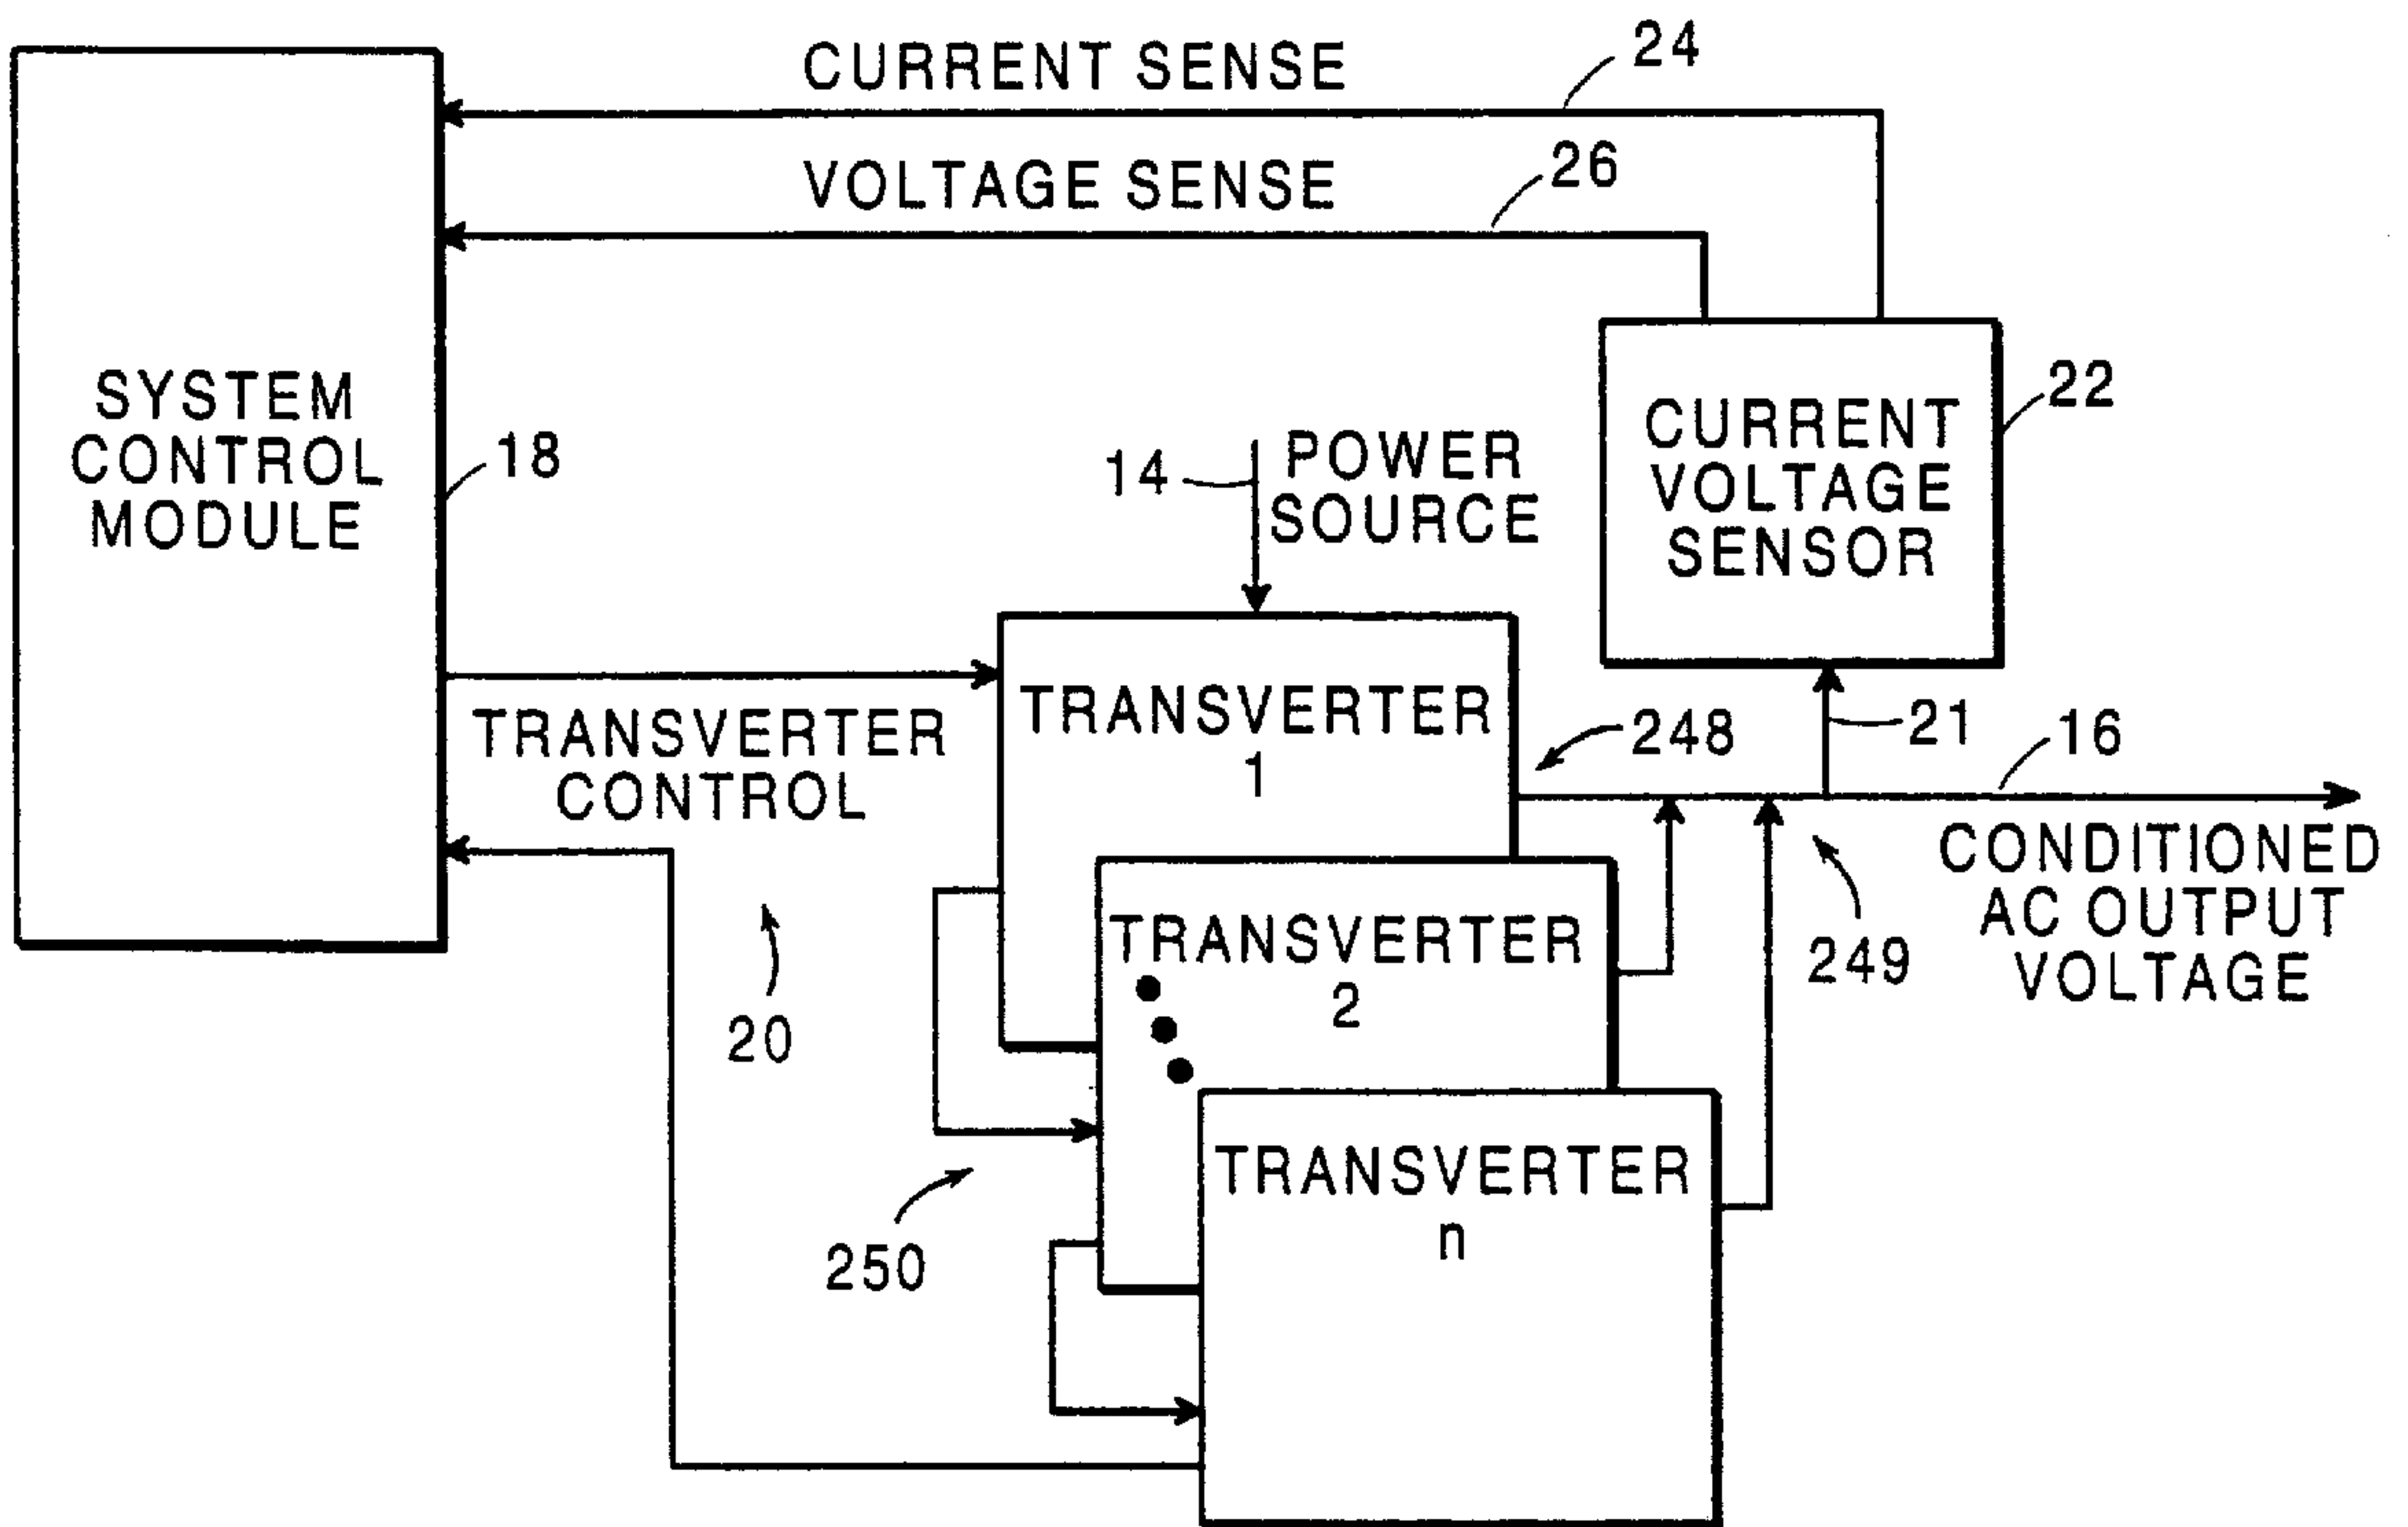 CURRENT SENSE
24
VOLTAGE SENSE
26
SYSTEM
CONTROL
MODULE
18
14
POWER
SOURCE
CURRENT
VOLTAGE
SENSOR
22
TRANSVERTER
CONTROL
20
TRANSVERTER
1
248
21
16
CONDITIONED
AC OUTPUT
VOLTAGE
249
TRANSVERTER
2
250
TRANSVERTER
n